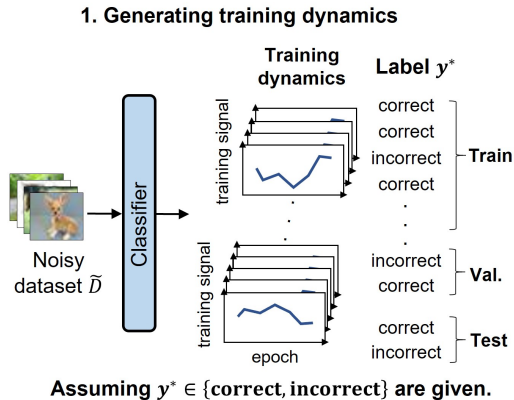 1. Generating training dynamics
Training
dynamics
Label y*
training signal
correct
correct
incorrect
correct
Train
Noisy
dataset D̃
Classifier
training signal
epoch
incorrect
correct
Val.
correct
incorrect
Test
Assuming y* ∈ {correct, incorrect} are given.